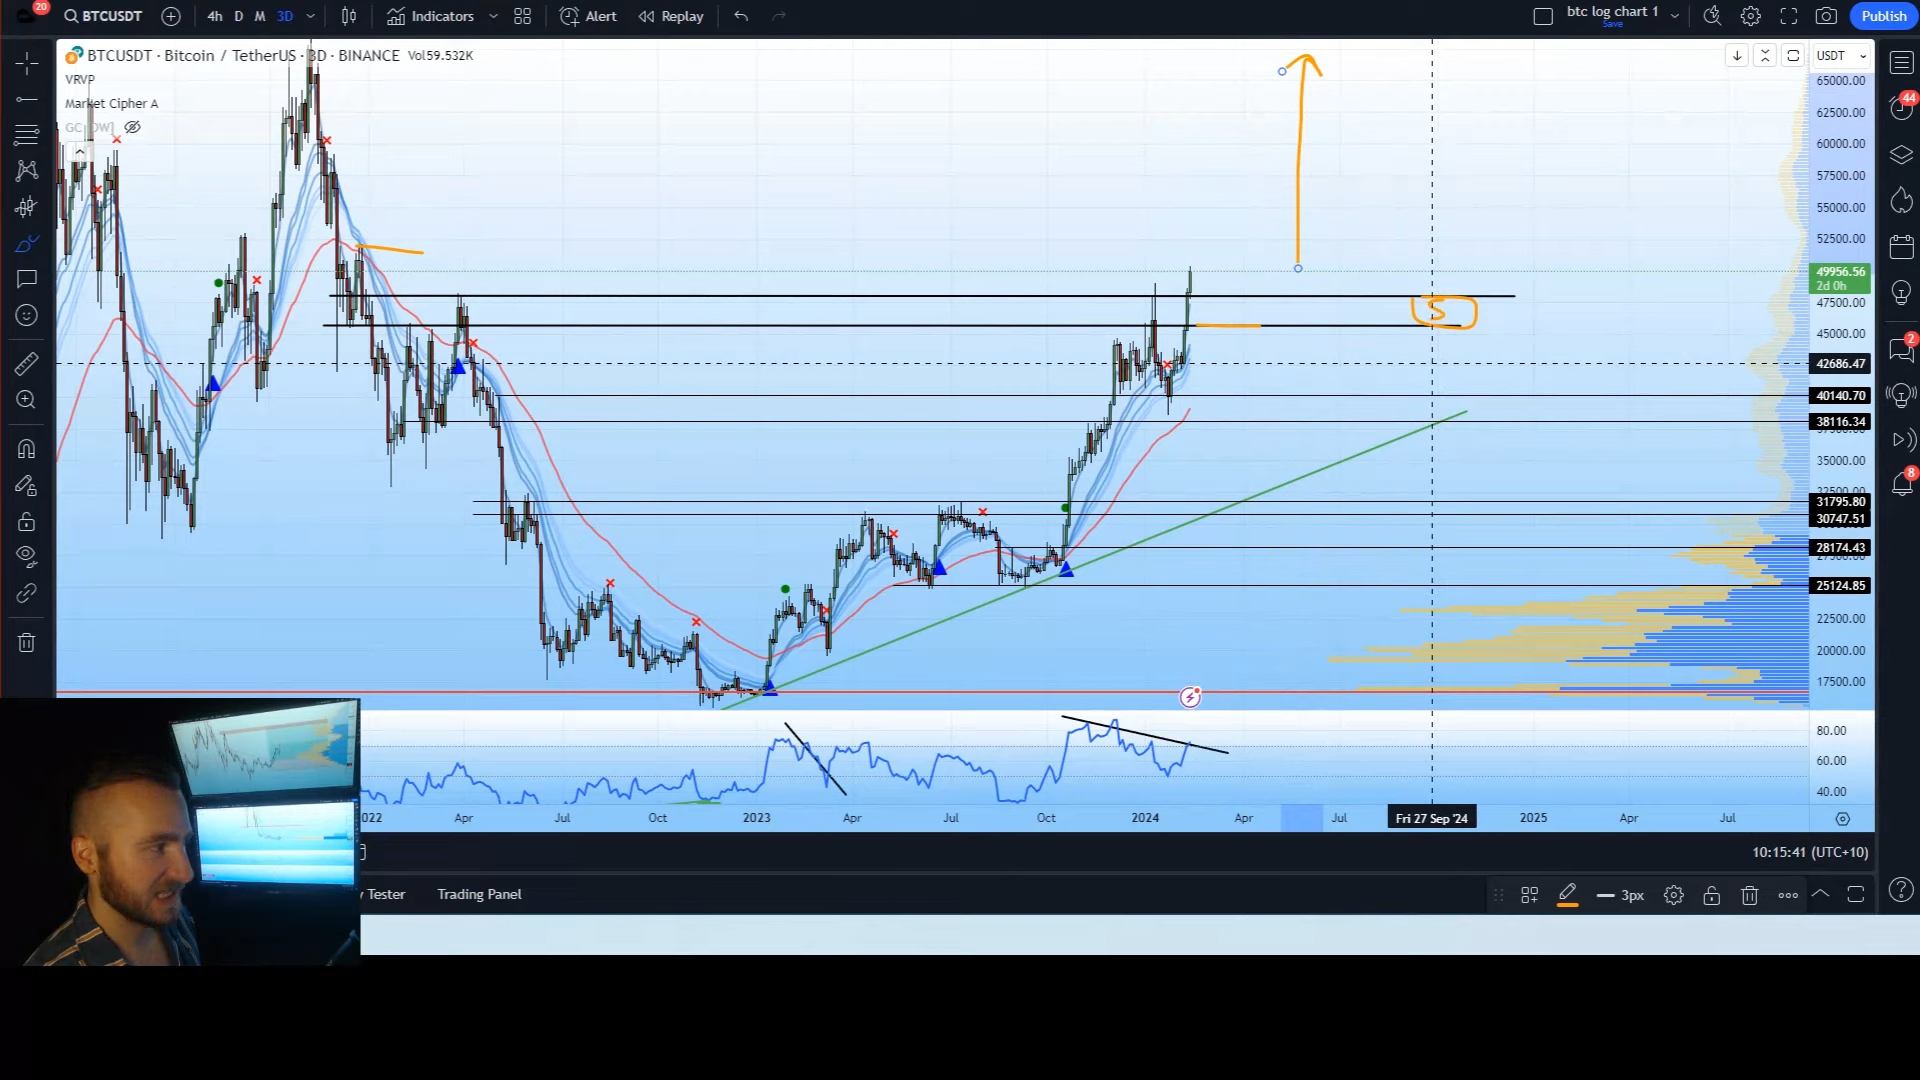 20
BTCUSDT
4h D M 3D
Indicators
Alert
Replay
btc log chart 1
Save
Publish
BTCUSDT · Bitcoin / TetherUS · 3D · BINANCE Vol59.532K
USDT
VRVP
Market Cipher A
65000.00
62500.00
60000.00
57500.00
55000.00
52500.00
49956.56
2d 0h
47500.00
S
45000.00
42686.47
40140.70
38116.34
35000.00
31795.80
30747.51
28174.43
25124.85
22500.00
20000.00
17500.00
80.00
60.00
40.00
44
2
8
Apr Jul Oct 2023 Apr Jul Oct 2024 Apr Jul Fri 27 Sep '24 2025 Apr Jul
10:15:41 (UTC+10)
Tester Trading Panel
3px